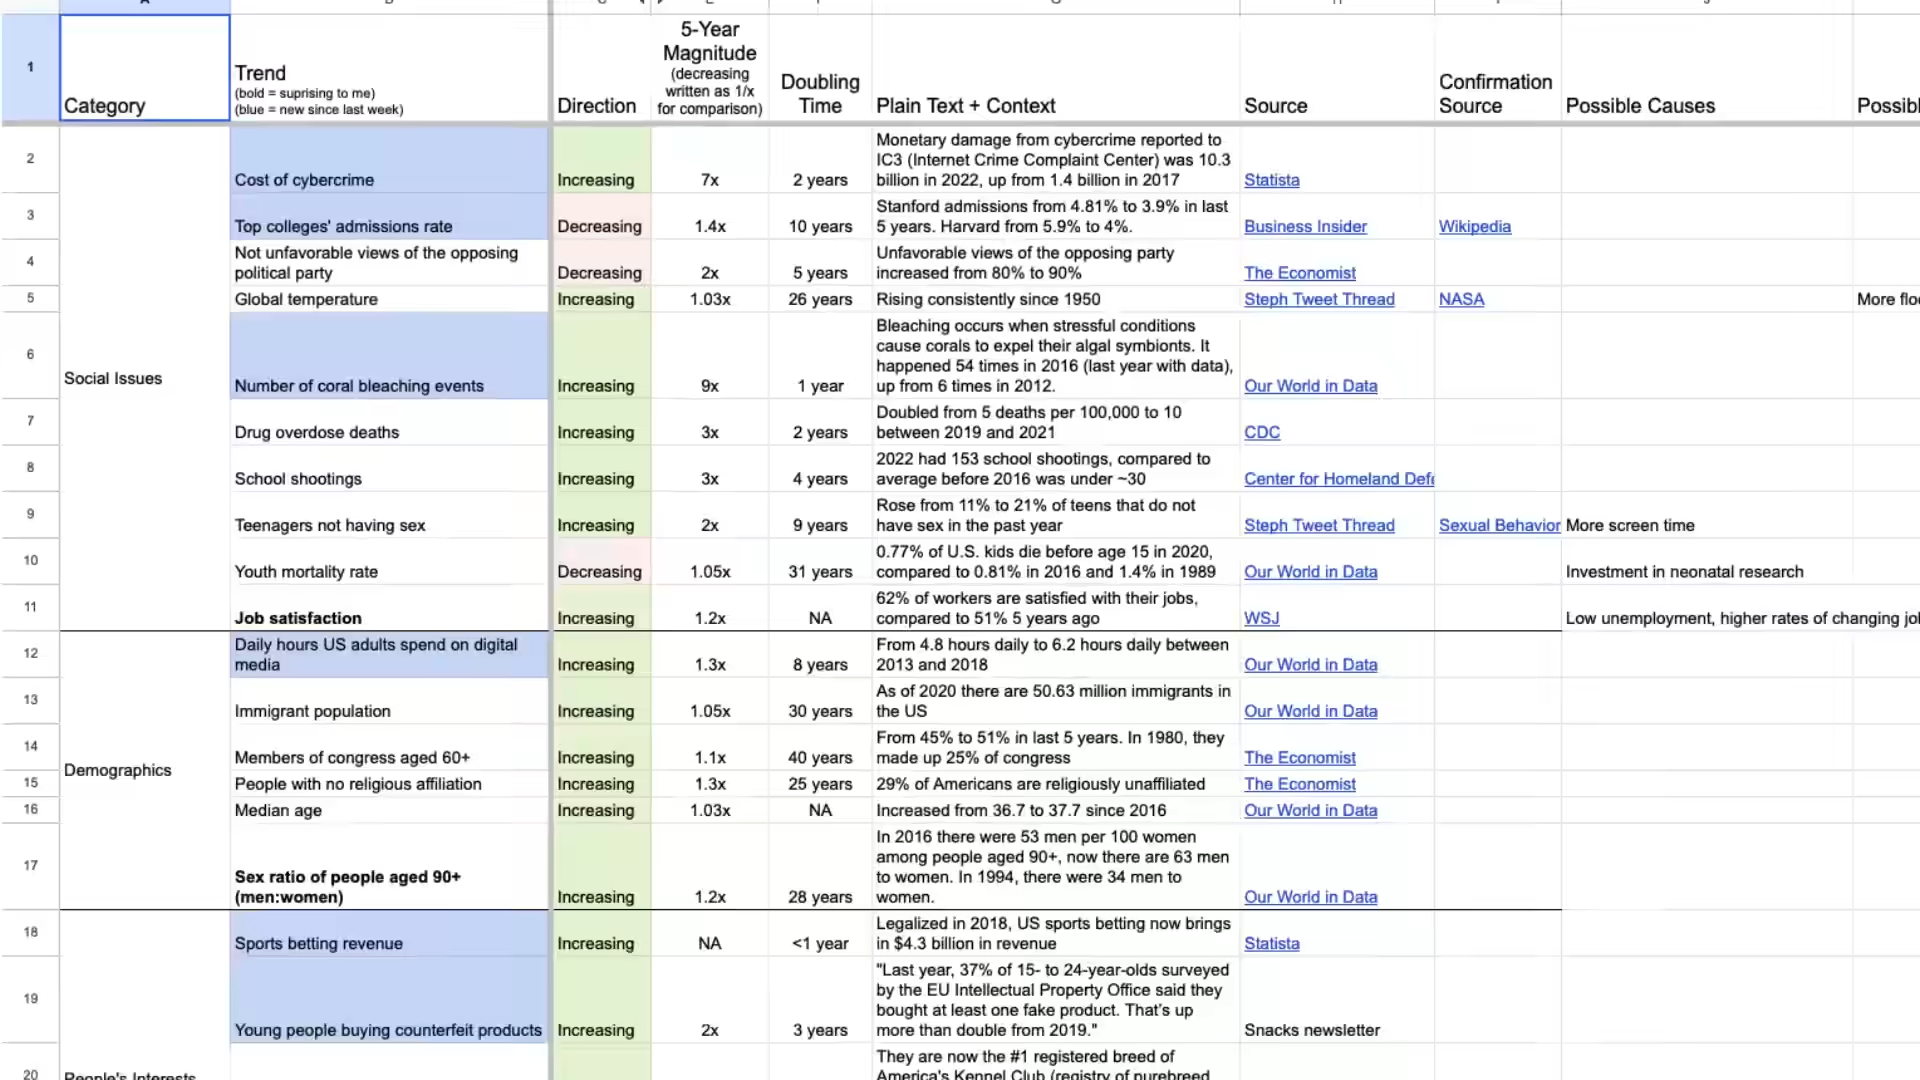 5-Year
Magnitude
(decreasing
written as 1/x
for comparison)
1
Category
Trend
(bold = suprising to me)
(blue = new since last week)
Direction
Doubling
Time
Plain Text + Context
Source
Confirmation
Source
Possible Causes
2
Cost of cybercrime
Increasing
7x
2 years
Monetary damage from cybercrime reported to
IC3 (Internet Crime Complaint Center) was 10.3
billion in 2022, up from 1.4 billion in 2017
Statista
3
Top colleges' admissions rate
Decreasing
1.4x
10 years
Stanford admissions from 4.81% to 3.9% in last
5 years. Harvard from 5.9% to 4%.
Business Insider
Wikipedia
4
Not unfavorable views of the opposing
political party
Decreasing
2x
5 years
Unfavorable views of the opposing party
increased from 80% to 90%
The Economist
5
Global temperature
Increasing
1.03x
26 years
Rising consistently since 1950
Steph Tweet Thread
NASA
More
Social Issues
6
Number of coral bleaching events
Increasing
9x
1 year
Bleaching occurs when stressful conditions
cause corals to expel their algal symbionts. It
happened 54 times in 2016 (last year with data),
up from 6 times in 2012.
Our World in Data
7
Drug overdose deaths
Increasing
3x
2 years
Doubled from 5 deaths per 100,000 to 10
between 2019 and 2021
CDC
8
School shootings
Increasing
3x
4 years
2022 had 153 school shootings, compared to
average before 2016 was under ~30
Center for Homeland
9
Teenagers not having sex
Increasing
2x
9 years
Rose from 11% to 21% of teens that do not
have sex in the past year
Steph Tweet Thread
Sexual Behavior
More screen time
10
Youth mortality rate
Decreasing
1.05x
31 years
0.77% of U.S. kids die before age 15 in 2020,
compared to 0.81% in 2016 and 1.4% in 1989
Our World in Data
Investment in neonatal research
11
Job satisfaction
Increasing
1.2x
NA
62% of workers are satisfied with their jobs,
compared to 51% 5 years ago
WSJ
Low unemployment, higher rates of changing
12
Daily hours US adults spend on digital
media
Increasing
1.3x
8 years
From 4.8 hours daily to 6.2 hours daily between
2013 and 2018
Our World in Data
13
Immigrant population
Increasing
1.05x
30 years
As of 2020 there are 50.63 million immigrants in
the US
Our World in Data
14
Members of congress aged 60+
Increasing
1.1x
40 years
From 45% to 51% in last 5 years. In 1980, they
made up 25% of congress
The Economist
Demographics
15
People with no religious affiliation
Increasing
1.3x
25 years
29% of Americans are religiously unaffiliated
The Economist
16
Median age
Increasing
1.03x
NA
Increased from 36.7 to 37.7 since 2016
Our World in Data
17
Sex ratio of people aged 90+
(men:women)
Increasing
1.2x
28 years
In 2016 there were 53 men per 100 women
among people aged 90+, now there are 63 men
to women. In 1994, there were 34 men to
women.
Our World in Data
18
Sports betting revenue
Increasing
NA
<1 year
Legalized in 2018, US sports betting now brings
in $4.3 billion in revenue
Statista
19
Young people buying counterfeit products
Increasing
2x
3 years
"Last year, 37% of 15- to 24-year-olds surveyed
by the EU Intellectual Property Office said they
bought at least one fake product. That's up
more than double from 2019."
Snacks newsletter
20
People's Interests
They are now the #1 registered breed of
America's Kennel Club (registry of purebreed